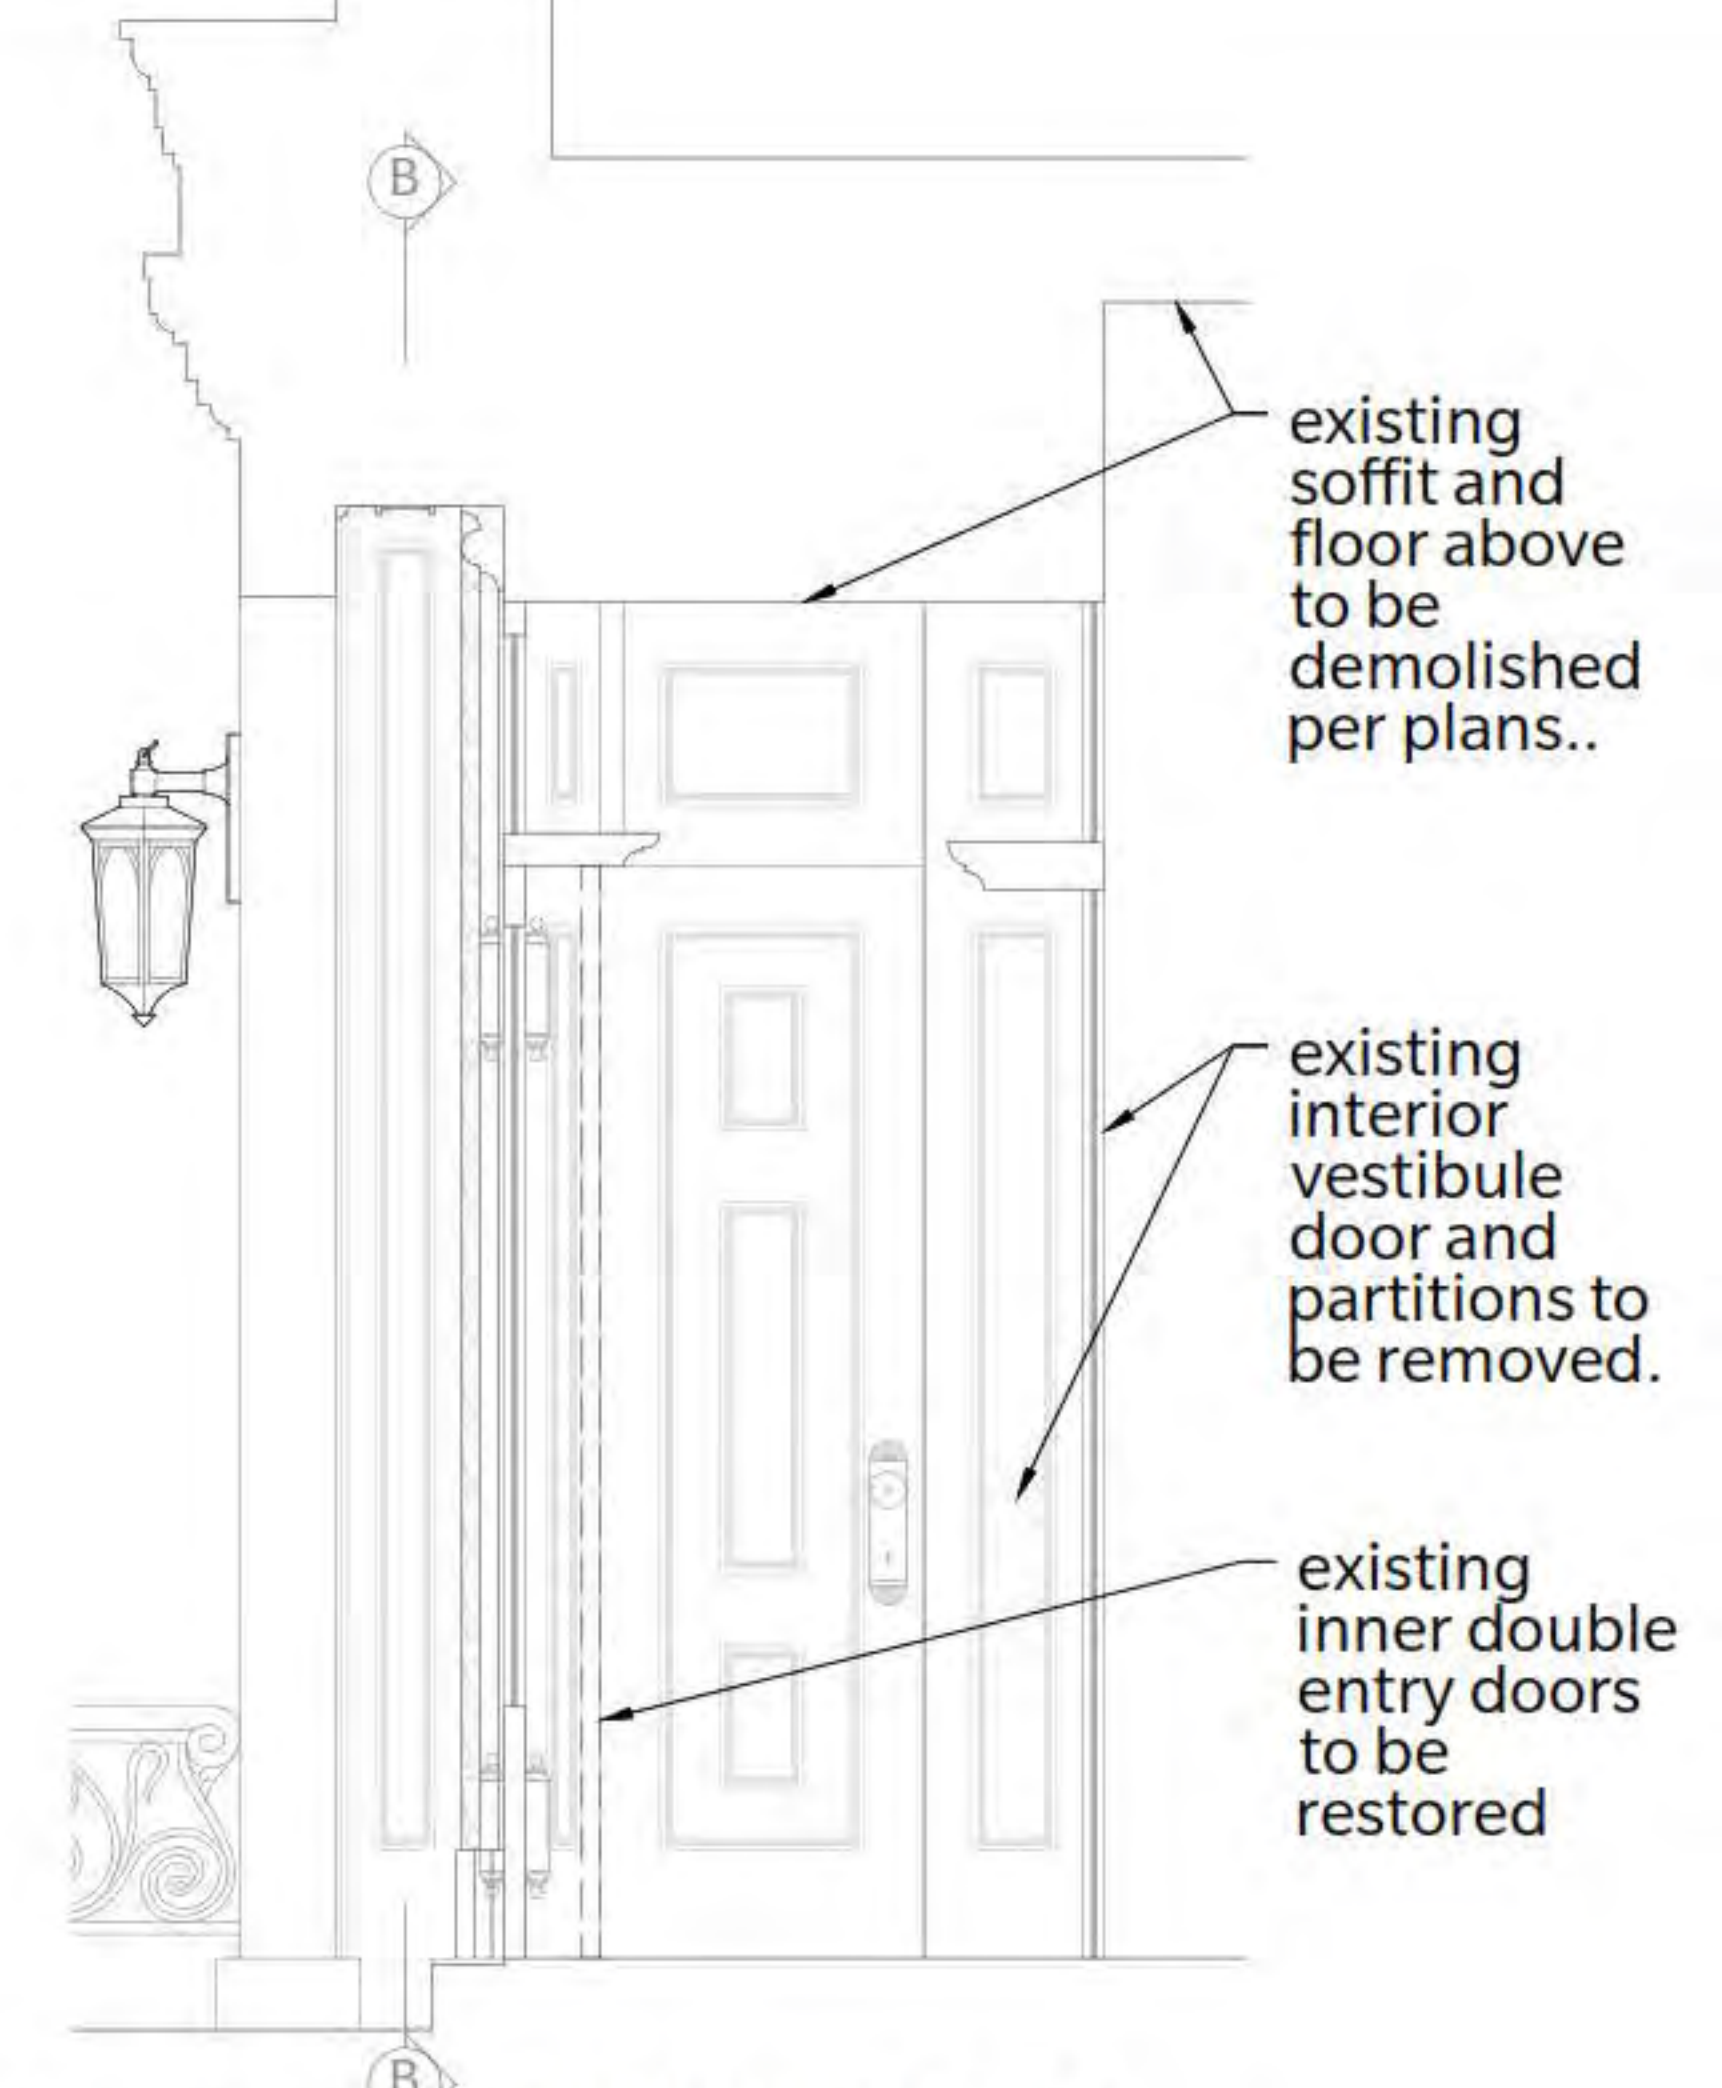 B
existing
soffit and
floor above
to be
demolished
per plans..
existing
interior
vestibule
door and
partitions to
be removed.
existing
inner double
entry doors
to be
restored
B